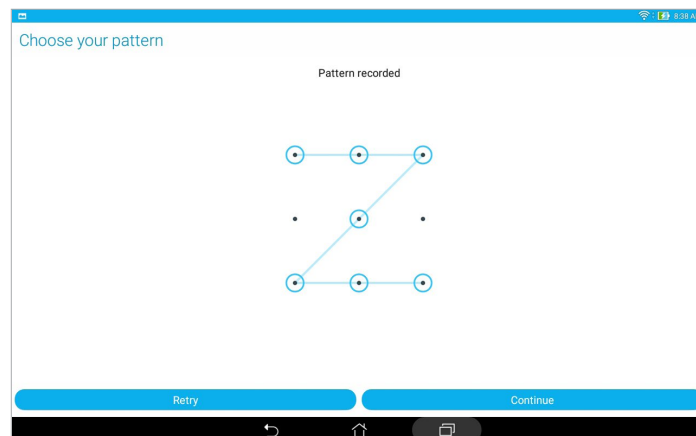 8:38 A
Choose your pattern
Pattern recorded
Retry
Continue